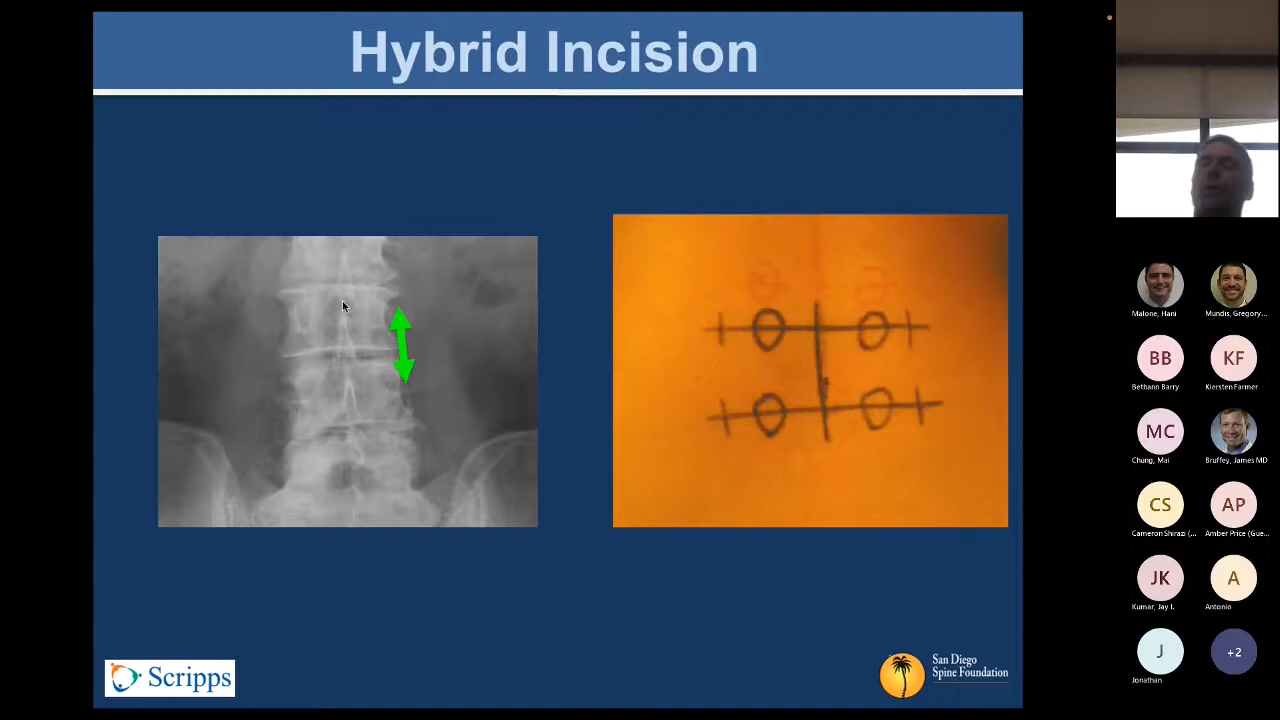 Hybrid Incision
Scripps
San Diego
Spine Foundation
Malone, Hani
Mundis, Gregory...
BB
KF
Bethann Barry
Kiersten Farmer
MC
Chung, Mai
Bruffey, James MD
CS
AP
Cameron Shirazi (...
Amber Price (Gue...
JK
A
Kumar, Jay I.
Antonio
J
+2
Jonathan